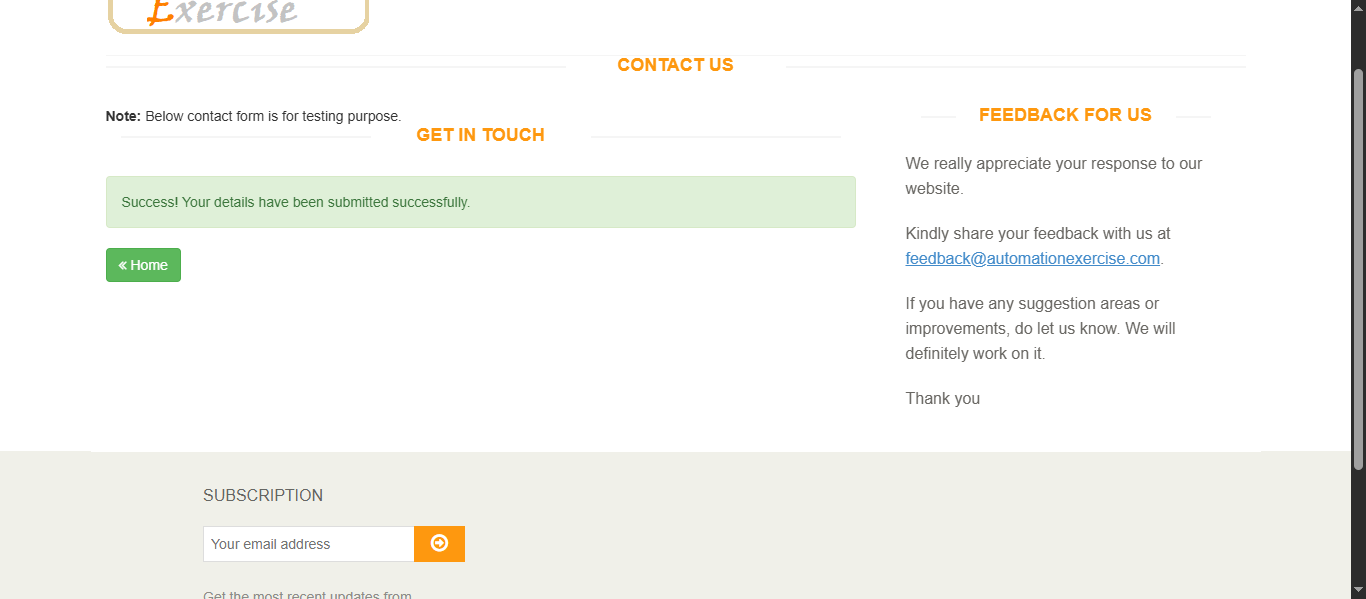 Exercise
CONTACT US
Note: Below contact form is for testing purpose.
GET IN TOUCH
Success! Your details have been submitted successfully.
« Home
FEEDBACK FOR US
We really appreciate your response to our
website.
Kindly share your feedback with us at
feedback@automationexercise.com.
If you have any suggestion areas or
improvements, do let us know. We will
definitely work on it.
Thank you
SUBSCRIPTION
Your email address
Get the most recent updates from